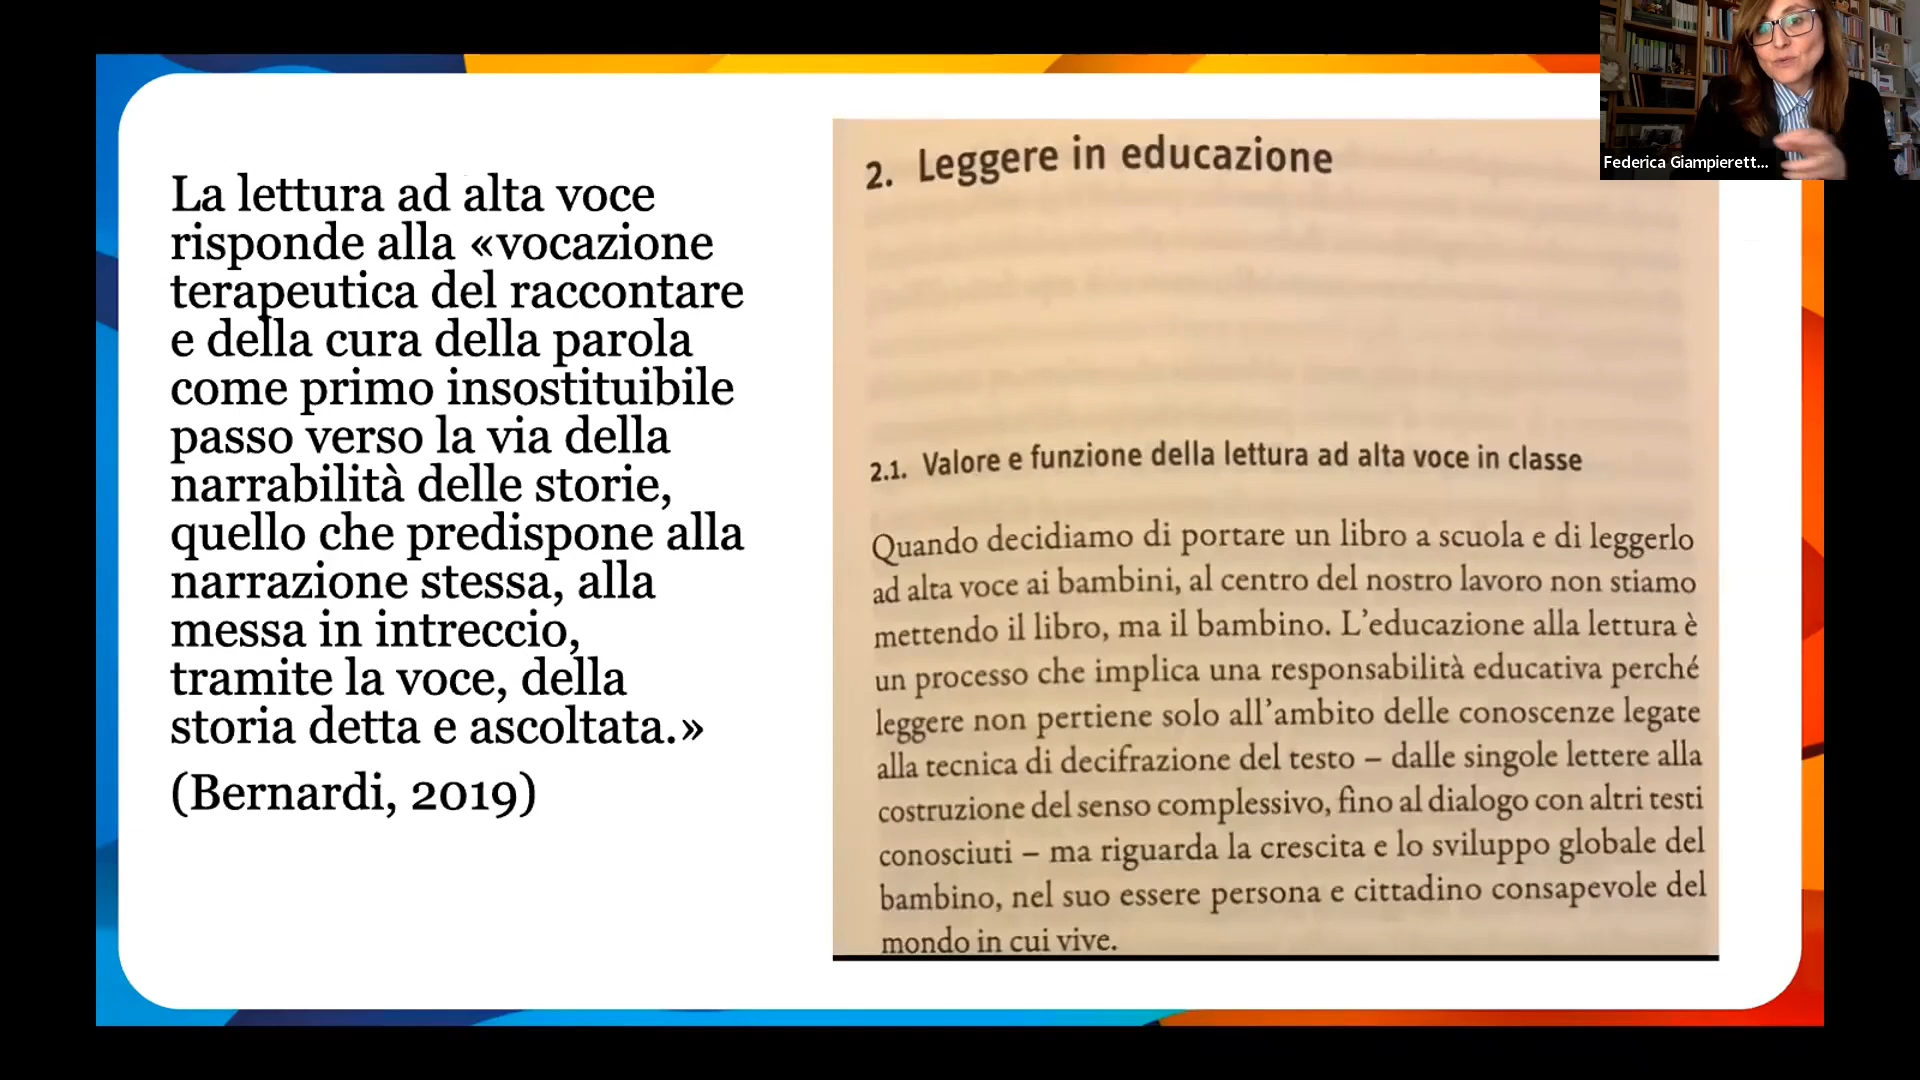 La lettura ad alta voce
risponde alla «vocazione
terapeutica del raccontare
e della cura della parola
come primo insostituibile
passo verso la via della
narrabilità delle storie,
quello che predispone alla
narrazione stessa, alla
messa in intreccio,
tramite la voce, della
storia detta e ascoltata.»
(Bernardi, 2019)
2. Leggere in educazione
2.1. Valore e funzione della lettura ad alta voce in classe
Quando decidiamo di portare un libro a scuola e di leggerlo
ad alta voce ai bambini, al centro del nostro lavoro non stiamo
mettendo il libro, ma il bambino. L’educazione alla lettura è
un processo che implica una responsabilità educativa perché
leggere non pertiene solo all’ambito delle conoscenze legate
alla tecnica di decifrazione del testo – dalle singole lettere alla
costruzione del senso complessivo, fino al dialogo con altri testi
conosciuti – ma riguarda la crescita e lo sviluppo globale del
bambino, nel suo essere persona e cittadino consapevole del
mondo in cui vive.
Federica Giampierett...